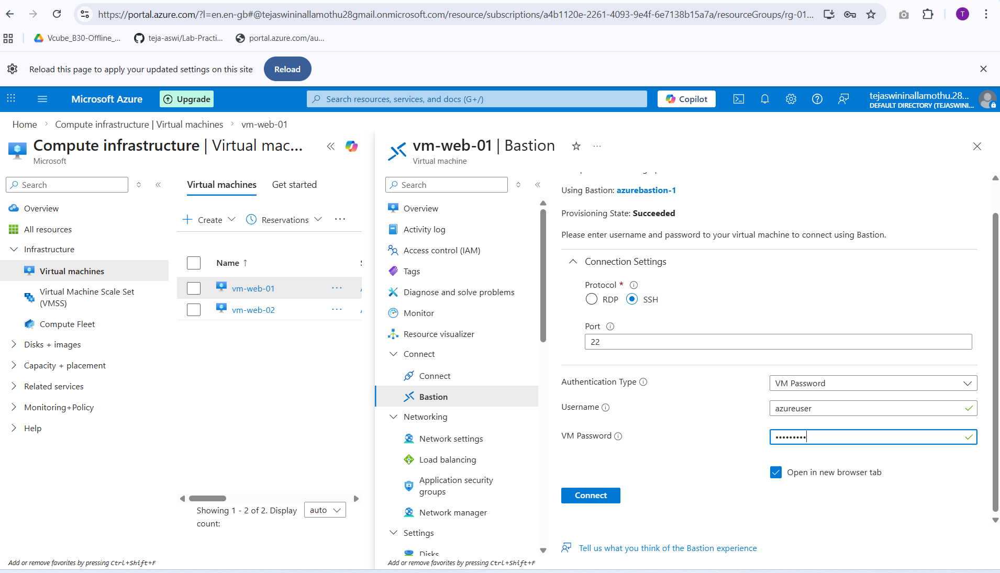 https://portal.azure.com/?l=en.en-gb#@tejaswininallamothu28gmail.onmicrosoft.com/resource/subscriptions/a4b1120e-2261-4093-9e4f-6e7138b15a7a/resourceGroups/rg-01...
T
Vcube_B30-Offline_...
teja-aswi/Lab-Practi...
portal.azure.com/au...
Reload this page to apply your updated settings on this site
Reload
Microsoft Azure
Upgrade
Search resources, services, and docs (G+/)
Copilot
tejaswininallamothu.28...
DEFAULT DIRECTORY (TEJASWINI...
Home > Compute infrastructure | Virtual machines > vm-web-01
Compute infrastructure | Virtual mac...
Microsoft
Search
Overview
All resources
Infrastructure
Virtual machines
Virtual Machine Scale Set
(VMSS)
Compute Fleet
Disks + images
Capacity + placement
Related services
Monitoring+Policy
Help
Add or remove favorites by pressing Ctrl+Shift+F
Virtual machines
Get started
Create
Reservations
Name ↑
vm-web-01
vm-web-02
Showing 1 - 2 of 2. Display
count:
auto
vm-web-01 | Bastion
Virtual machine
Search
Overview
Activity log
Access control (IAM)
Tags
Diagnose and solve problems
Monitor
Resource visualizer
Connect
Connect
Bastion
Networking
Network settings
Load balancing
Application security
groups
Network manager
Settings
Disks
Add or remove favorites by pressing Ctrl+Shift+F
Using Bastion: azurebastion-1
Provisioning State: Succeeded
Please enter username and password to your virtual machine to connect using Bastion.
Connection Settings
Protocol *
RDP
SSH
Port
22
Authentication Type
VM Password
Username
azureuser
VM Password
•••••••••
Open in new browser tab
Connect
Tell us what you think of the Bastion experience